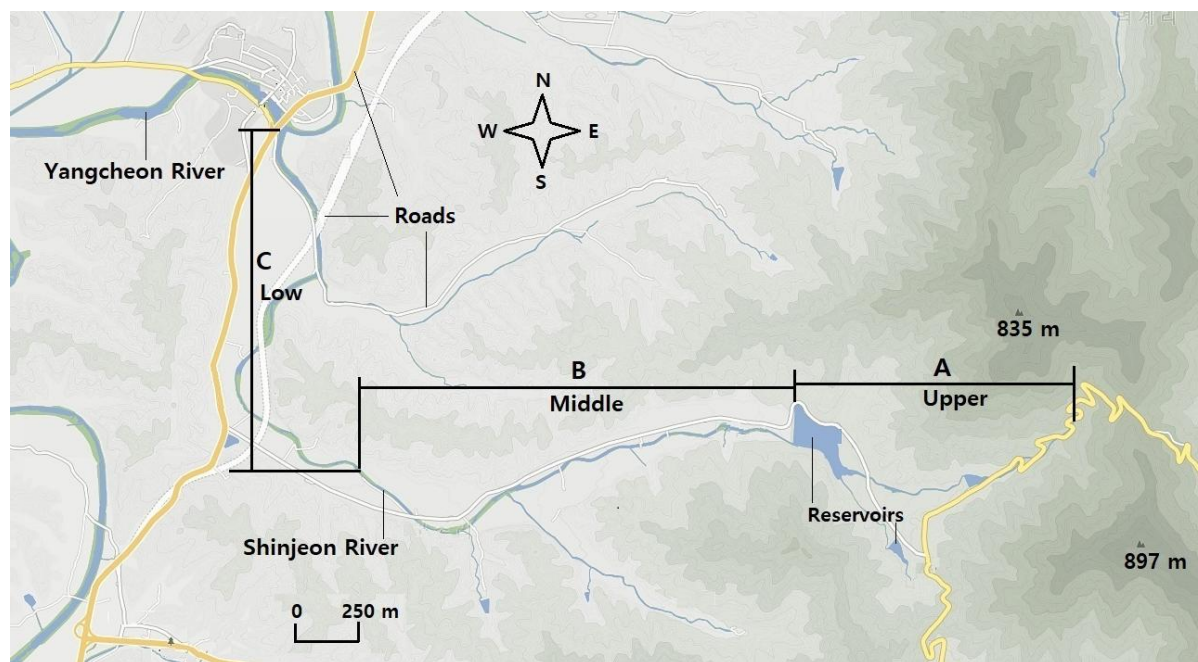 N
W
E
S
Yangcheon River
Roads
C
Low
835 m
B
Middle
A
Upper
Reservoirs
Shinjeon River
897 m
0
250 m